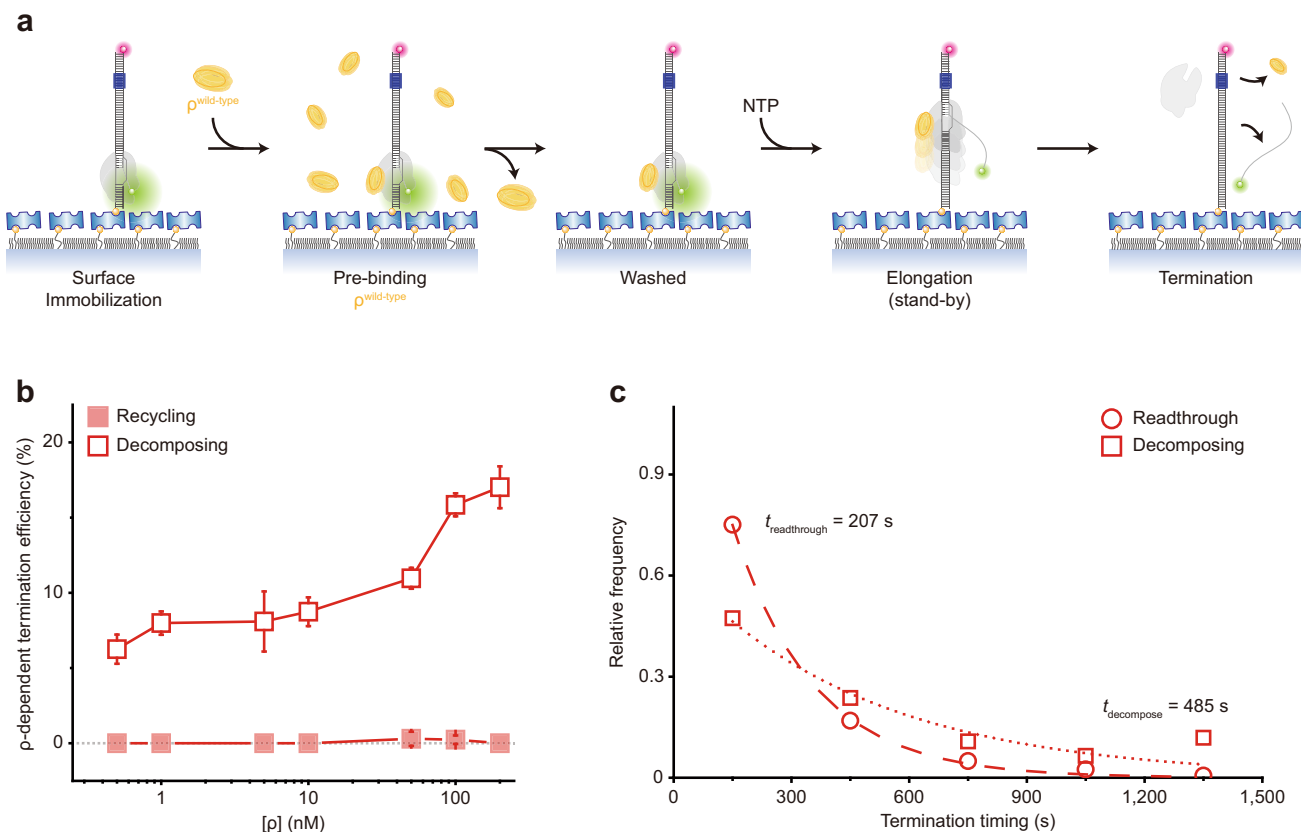 a
ρwild-type
NTP
Surface
Immobilization
Pre-binding
ρwild-type
Washed
Elongation
(stand-by)
Termination
b
Recycling
Decomposing
ρ-dependent termination efficiency (%)
20
10
0
1
10
100
[ρ] (nM)
c
Readthrough
Decomposing
treadthrough = 207 s
tdecompose = 485 s
Relative frequency
0.9
0.6
0.3
0
0
300
600
900
1,200
1,500
Termination timing (s)